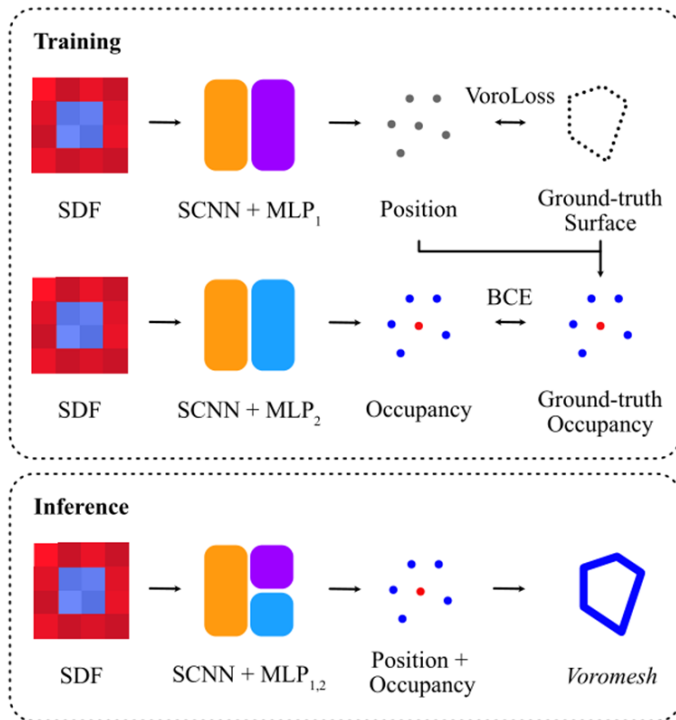 Training
VoroLoss
SDF
SCNN + MLP₁
Position
Ground-truth
Surface
BCE
SDF
SCNN + MLP₂
Occupancy
Ground-truth
Occupancy
Inference
SDF
SCNN + MLP₁,₂
Position +
Occupancy
Voromesh